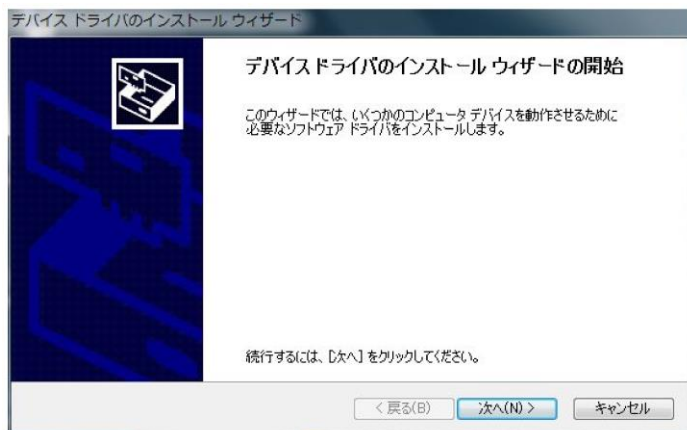 デバイス ドライバのインストール ウィザード
デバイス ドライバのインストール ウィザードの開始
このウィザードでは、いくつかのコンピュータ デバイスを動作させるために
必要なソフトウェア ドライバをインストールします。
続行するには、[次へ] をクリックしてください。
< 戻る(B)
次へ(N) >
キャンセル